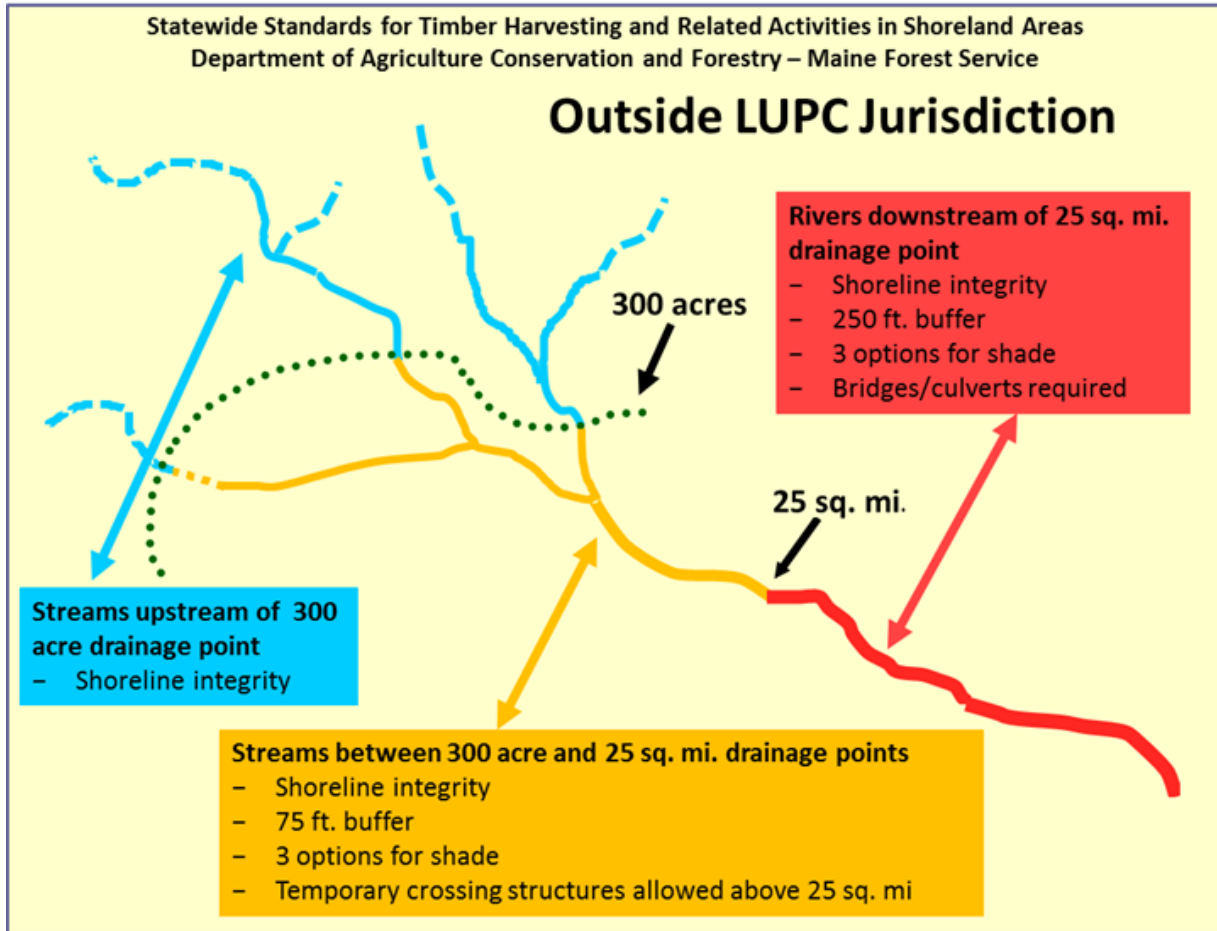 Statewide Standards for Timber Harvesting and Related Activities in Shoreland Areas
Department of Agriculture Conservation and Forestry – Maine Forest Service
Outside LUPC Jurisdiction
Rivers downstream of 25 sq. mi.
drainage point
− Shoreline integrity
− 250 ft. buffer
− 3 options for shade
− Bridges/culverts required
300 acres
25 sq. mi.
Streams upstream of 300
acre drainage point
− Shoreline integrity
Streams between 300 acre and 25 sq. mi. drainage points
− Shoreline integrity
− 75 ft. buffer
− 3 options for shade
− Temporary crossing structures allowed above 25 sq. mi